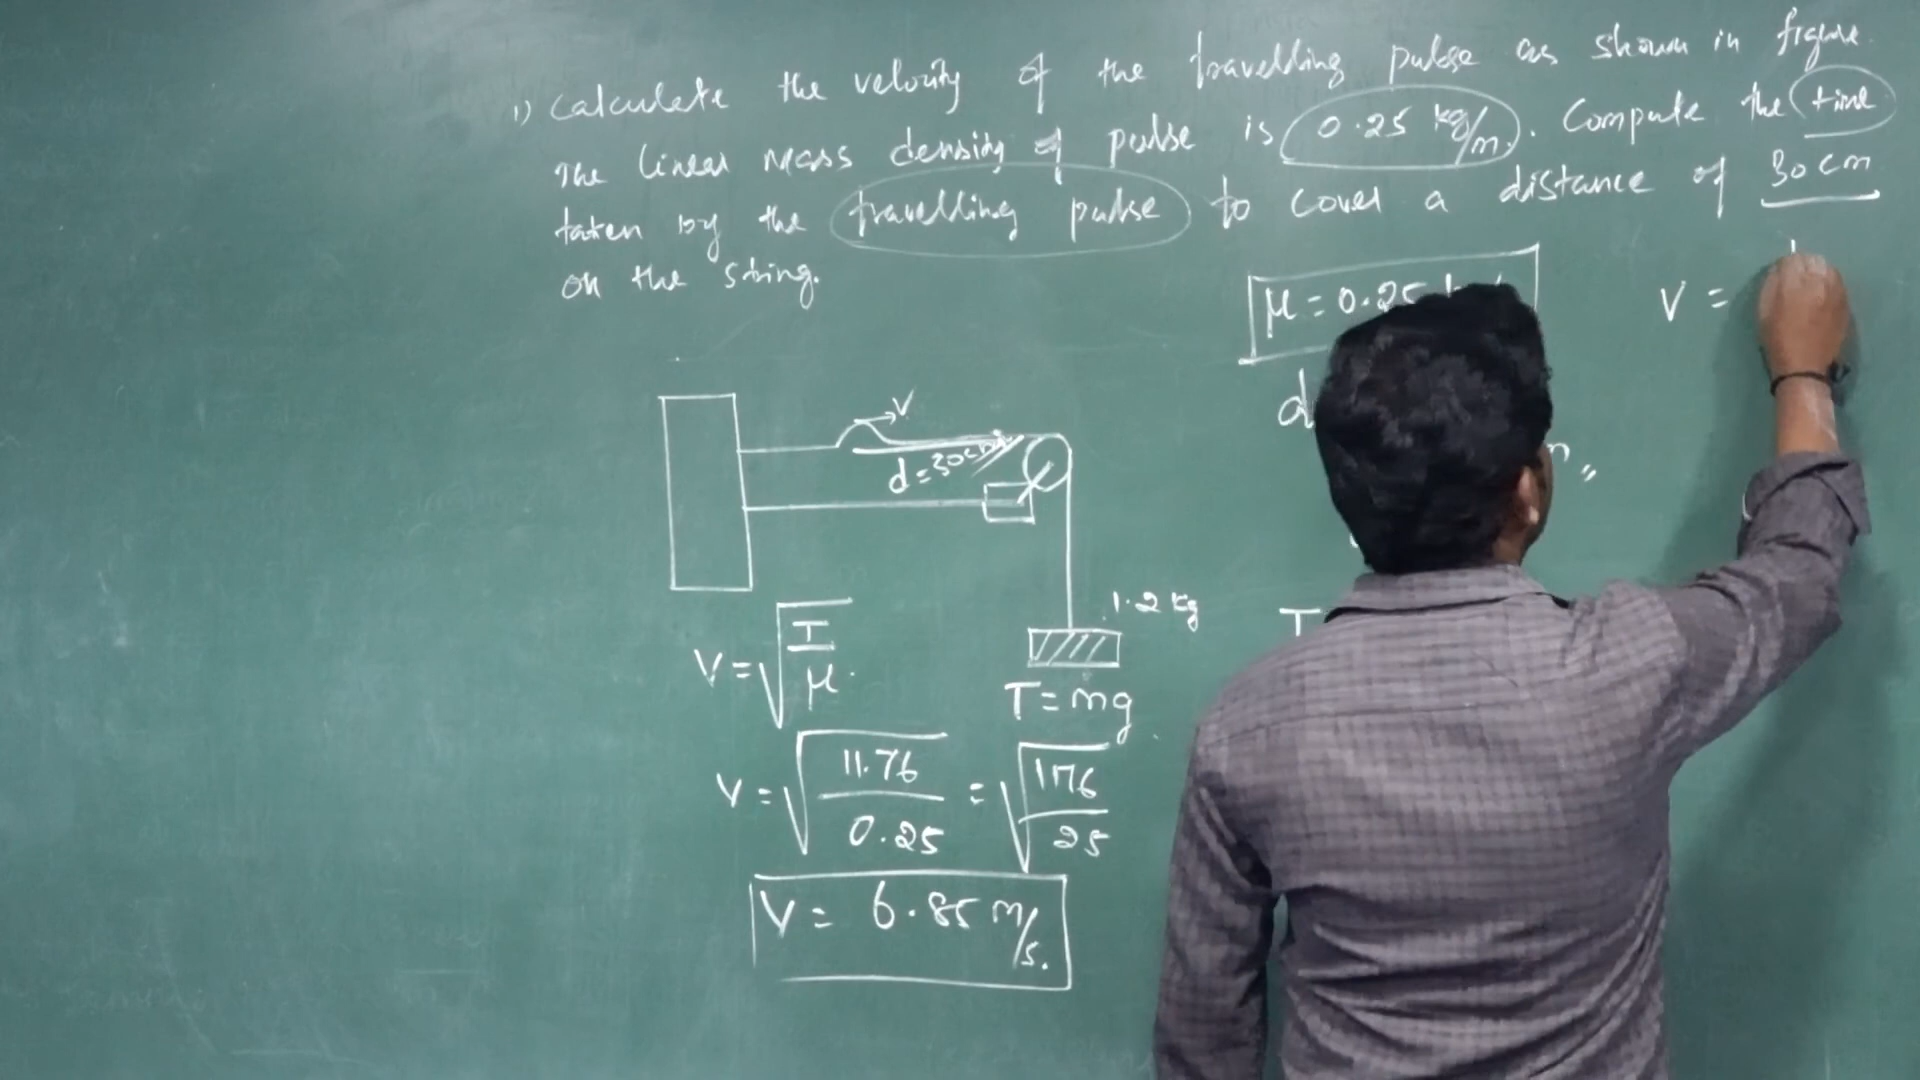 1) Calculate the velocity of the travelling pulse as shown in figure.
The linear mass density of pulse is 0.25 kg/m. Compute the time
taken by the travelling pulse to cover a distance of 30 cm
on the string.
μ = 0.25
V =
d
V
d = 30 cm
1.2 kg
T
V = √T/μ.
T = mg
V = √11.76/0.25 = √1176/25
V = 6.85 m/s.